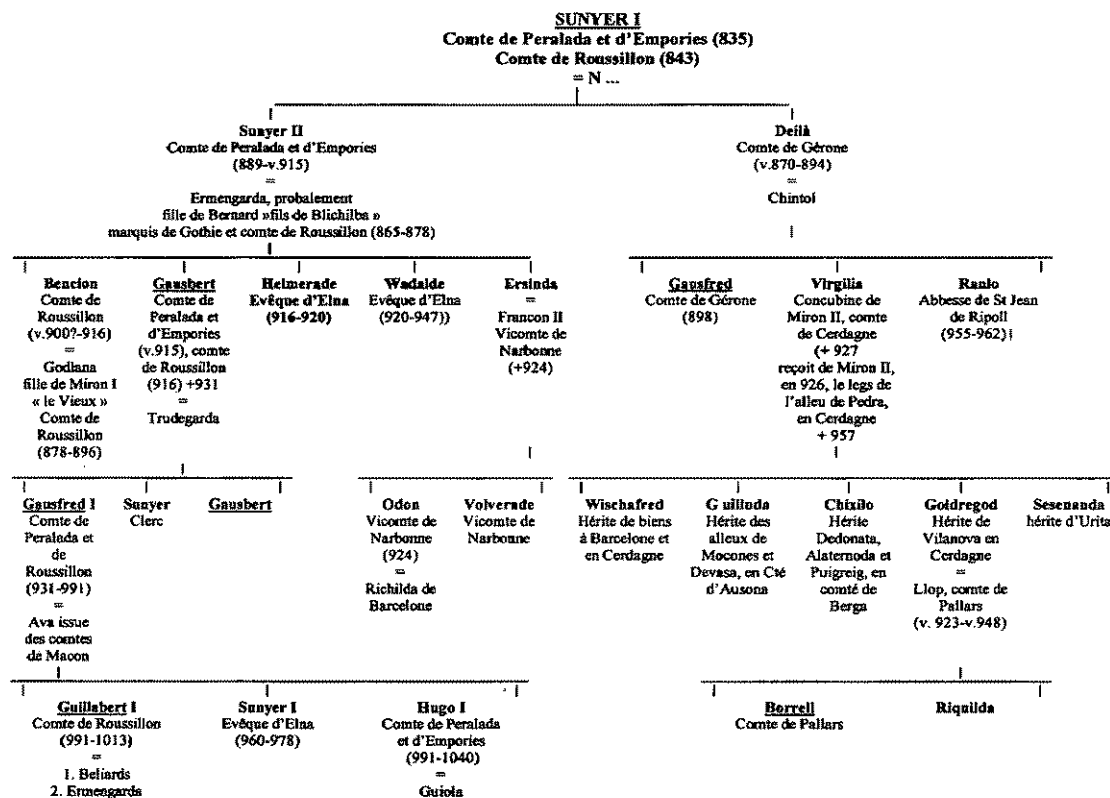 SUNYER I
Comte de Peralada et d'Empories (835)
Comte de Roussillon (843)
= N ...
Sunyer II
Comte de Peralada et d'Empories
(889-v.915)
=
Ermengarda, probalement
fille de Bernard »fils de Blichilba »
marquis de Gothie et comte de Roussillon (865-878)
Delà
Comte de Gérone
(v.870-894)
=
Chintol
Bencion
Comte de
Roussillon
(v.900?-916)
=
Godlana
fille de Miron I
« le Vieux »
Comte de
Roussillon
(878-896)
Gausbert
Comte de
Peralada et
d'Empories
(v.915), comte
de Roussillon
(916) +931
=
Trudegarda
Helmerade
Evêque d'Elna
(916-920)
Wadalde
Evêque d'Elna
(920-947))
Ersinda
=
Francon II
Vicomte de
Narbonne
(+924)
Gausfred
Comte de Gérone
(898)
Virgilia
Concubine de
Miron II, comte
de Cerdagne
(+ 927
reçoit de Miron II,
en 926, le legs de
l'alleu de Pedra,
en Cerdagne
+ 957
Ranlo
Abbesse de St Jean
de Ripoll
(955-962)
Gausfred I
Comte de
Peralada et
de
Roussillon
(931-991)
=
Ava issue
des comtes
de Macon
Sunyer
Clerc
Gausbert
Odon
Vicomte de
Narbonne
(924)
=
Richilda de
Barcelone
Volverade
Vicomte de
Narbonne
Wischafred
Hérite de biens
à Barcelone et
en Cerdagne
Guilluda
Hérite des
alleux de
Mocones et
Devasa, en Cté
d'Ausona
Chixilo
Hérite
Dedonata,
Alaternoda et
Puigreig, en
comté de
Berga
Goldregod
Hérite de
Vilanova en
Cerdagne
=
Llop, comte de
Pallars
(v. 923-v.948)
Sesenanda
hérite d'Urita
Guillabert I
Comte de Roussillon
(991-1013)
=
1. Beliards
2. Ermengards
Sunyer I
Evêque d'Elna
(960-978)
Hugo I
Comte de Peralada
et d'Empories
(991-1040)
=
Guiola
Borrell
Comte de Pallars
Riquilda